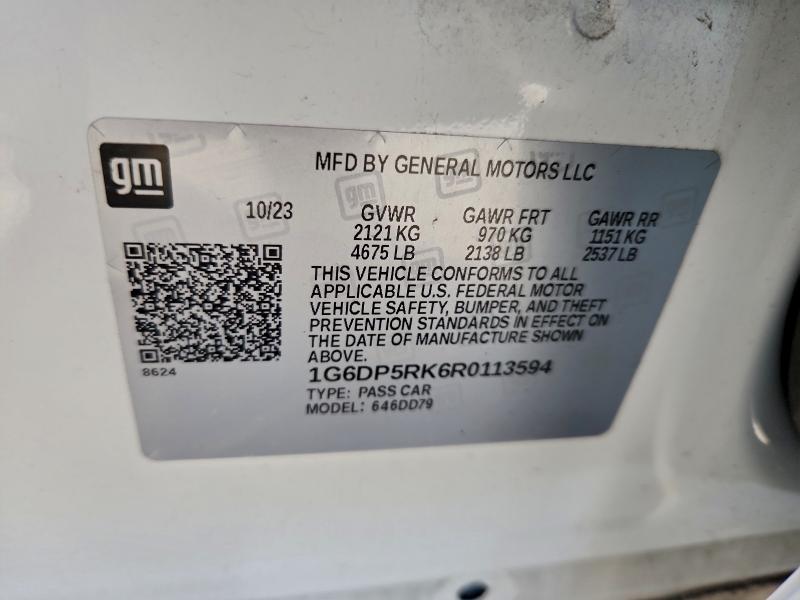 gm
MFD BY GENERAL MOTORS LLC
10/23 GVWR GAWR FRT GAWR RR
2121 KG 970 KG 1151 KG
4675 LB 2138 LB 2537 LB
THIS VEHICLE CONFORMS TO ALL
APPLICABLE U.S. FEDERAL MOTOR
VEHICLE SAFETY, BUMPER, AND THEFT
PREVENTION STANDARDS IN EFFECT ON
THE DATE OF MANUFACTURE SHOWN
ABOVE.
8624
1G6DP5RK6R0113594
TYPE: PASS CAR
MODEL: 646DD79